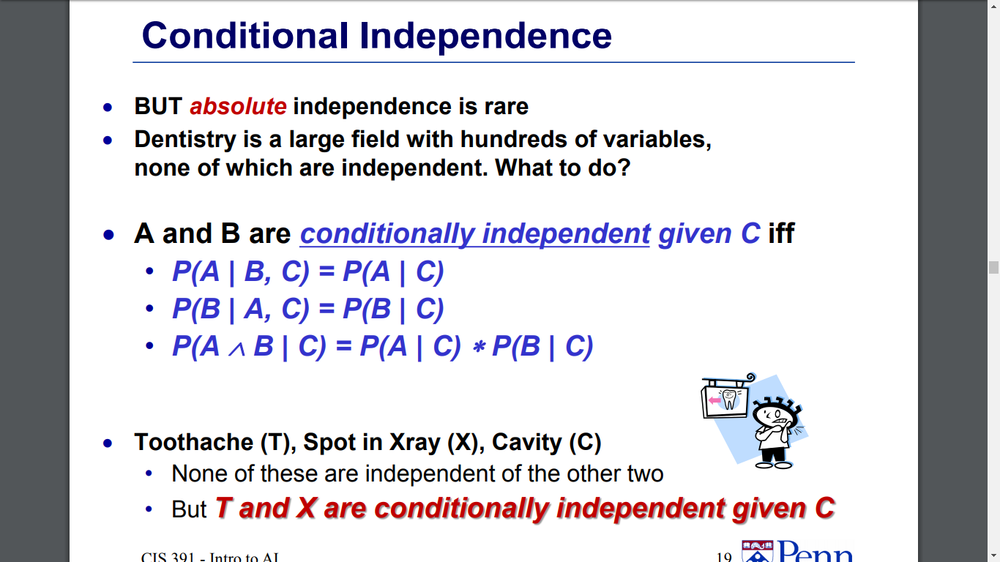 Conditional Independence
• BUT absolute independence is rare
• Dentistry is a large field with hundreds of variables,
none of which are independent. What to do?
• A and B are conditionally independent given C iff
• P(A | B, C) = P(A | C)
• P(B | A, C) = P(B | C)
• P(A ∧ B | C) = P(A | C) ∗ P(B | C)
• Toothache (T), Spot in Xray (X), Cavity (C)
• None of these are independent of the other two
• But T and X are conditionally independent given C
CIS 391 - Intro to AI
19
Penn